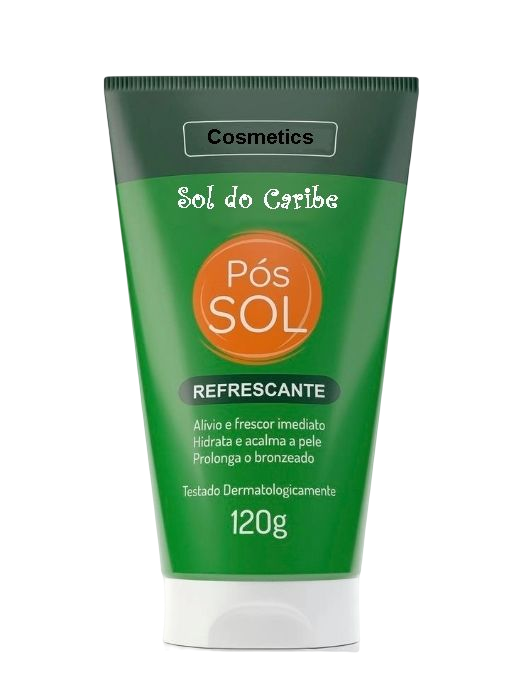 Cosmetics
Sol do Caribe
Pós
SOL
REFRESCANTE
Alívio e frescor imediato
Hidrata e acalma a pele
Prolonga o bronzeado
Testado Dermatologicamente
120g